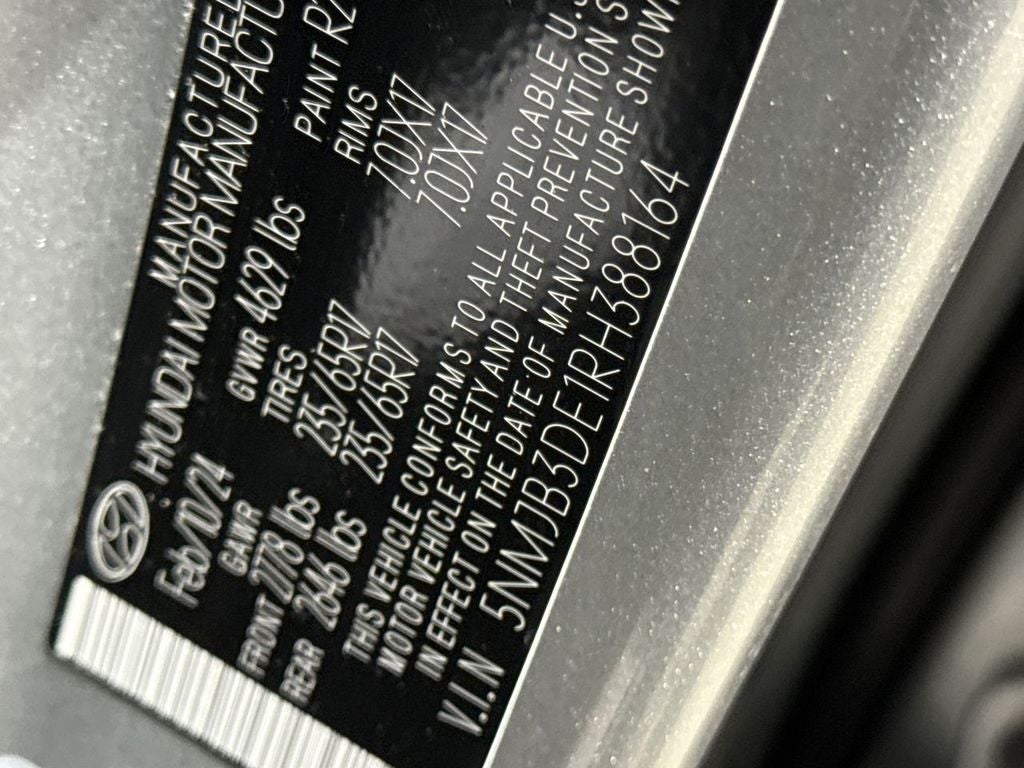 MANUFACTURED
HYUNDAI MOTOR MANUFACTU
Feb/10/24 GVWR 4629 lbs PAINT R2
GAWR TIRES RIMS
FRONT 2778 lbs 235/65R17 7.0JX17
REAR 2646 lbs 235/65R17 7.0JX17
THIS VEHICLE CONFORMS TO ALL APPLICABLE U.S
MOTOR VEHICLE SAFETY AND THEFT PREVENTION S
IN EFFECT ON THE DATE OF MANUFACTURE SHOWN
V.I.N 5NMJB3DE1RH388164